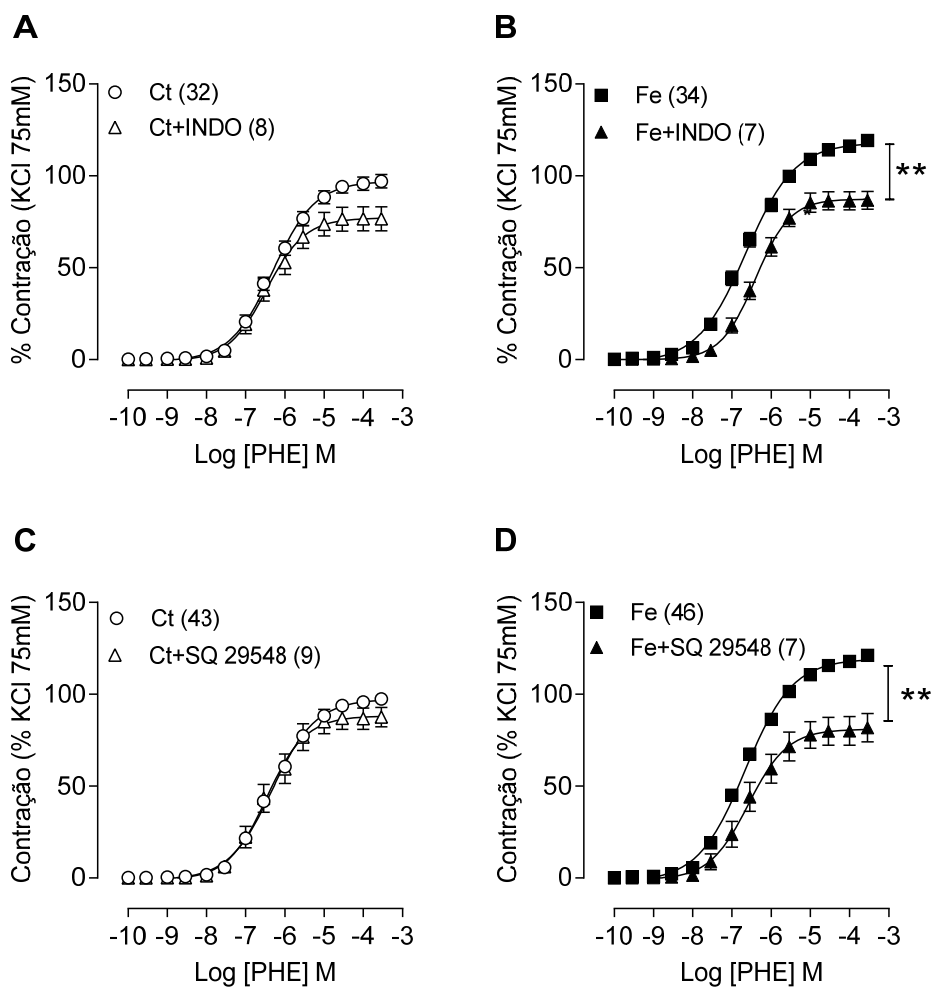 A
% Contração (KCl 75mM)
150
100
50
0
Ct (32)
Ct+INDO (8)
-10 -9 -8 -7 -6 -5 -4 -3
Log [PHE] M
B
% Contração (KCl 75mM)
150
100
50
0
Fe (34)
Fe+INDO (7)
**
-10 -9 -8 -7 -6 -5 -4 -3
Log [PHE] M
C
Contração (% KCl 75mM)
150
100
50
0
Ct (43)
Ct+SQ 29548 (9)
-10 -9 -8 -7 -6 -5 -4 -3
Log [PHE] M
D
Contração (% KCl 75mM)
150
100
50
0
Fe (46)
Fe+SQ 29548 (7)
**
-10 -9 -8 -7 -6 -5 -4 -3
Log [PHE] M